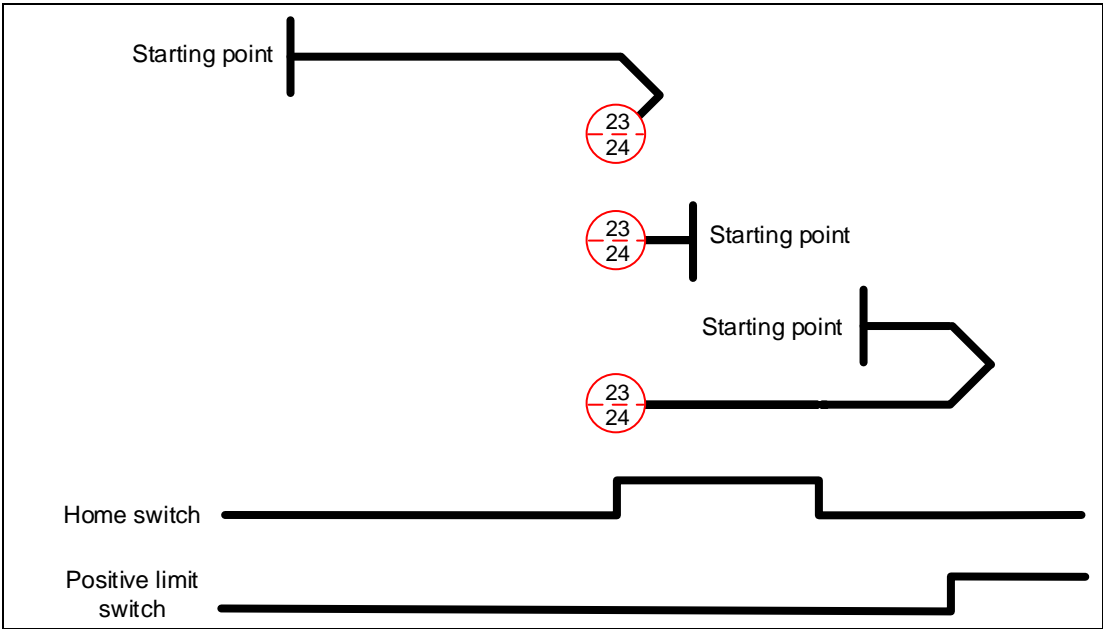 Starting point
23
24
23
24
Starting point
Starting point
23
24
Home switch
Positive limit
switch